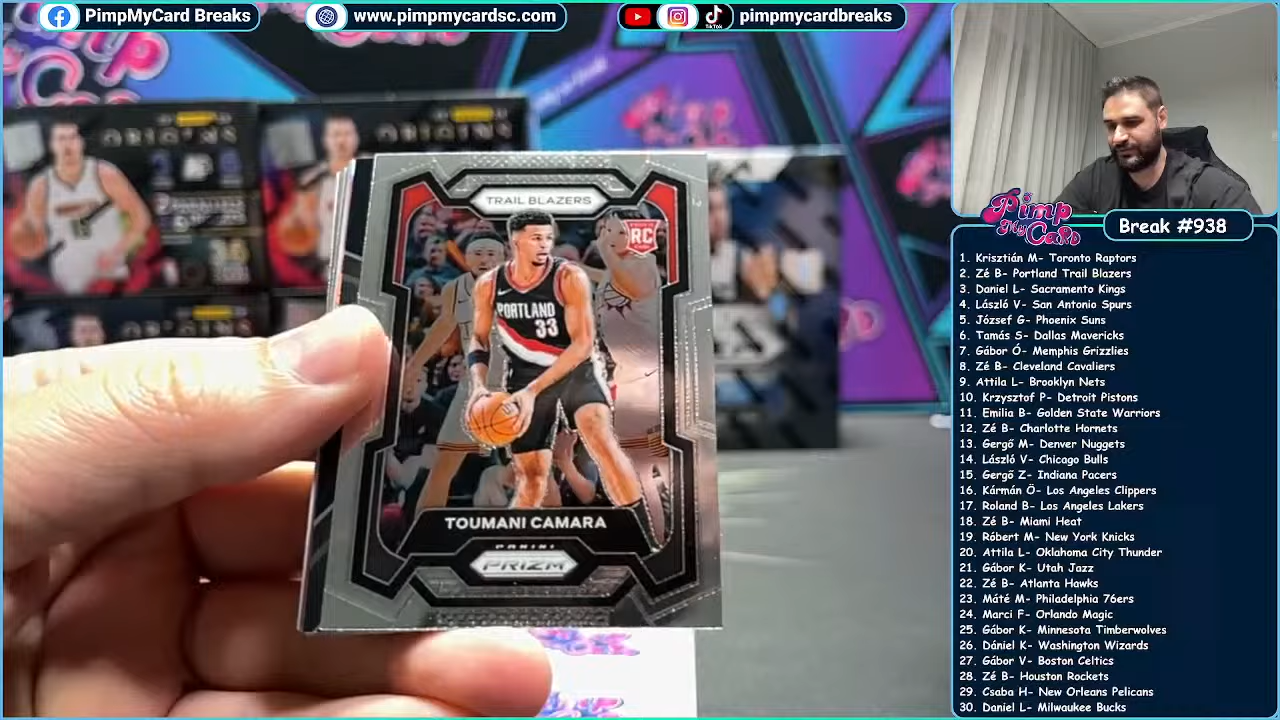 PimpMyCard Breaks
www.pimpmycardsc.com
pimpmycardbreaks
TikTok
ORIGINS
ORIGINS
TRAIL BLAZERS
RC
PORTLAND
33
TOUMANI CAMARA
PANINI
PRIZM
Pimp
My
Card
Break #938
1. Krisztián M- Toronto Raptors
2. Zé B- Portland Trail Blazers
3. Daniel L- Sacramento Kings
4. László V- San Antonio Spurs
5. József G- Phoenix Suns
6. Tamás S- Dallas Mavericks
7. Gábor Ó- Memphis Grizzlies
8. Zé B- Cleveland Cavaliers
9. Attila L- Brooklyn Nets
10. Krzysztof P- Detroit Pistons
11. Emilia B- Golden State Warriors
12. Zé B- Charlotte Hornets
13. Gergő M- Denver Nuggets
14. László V- Chicago Bulls
15. Gergő Z- Indiana Pacers
16. Kármán Ö- Los Angeles Clippers
17. Roland B- Los Angeles Lakers
18. Zé B- Miami Heat
19. Róbert M- New York Knicks
20. Attila L- Oklahoma City Thunder
21. Gábor K- Utah Jazz
22. Zé B- Atlanta Hawks
23. Máté M- Philadelphia 76ers
24. Marci F- Orlando Magic
25. Gábor K- Minnesota Timberwolves
26. Dániel K- Washington Wizards
27. Gábor V- Boston Celtics
28. Zé B- Houston Rockets
29. Csaba H- New Orleans Pelicans
30. Daniel L- Milwaukee Bucks